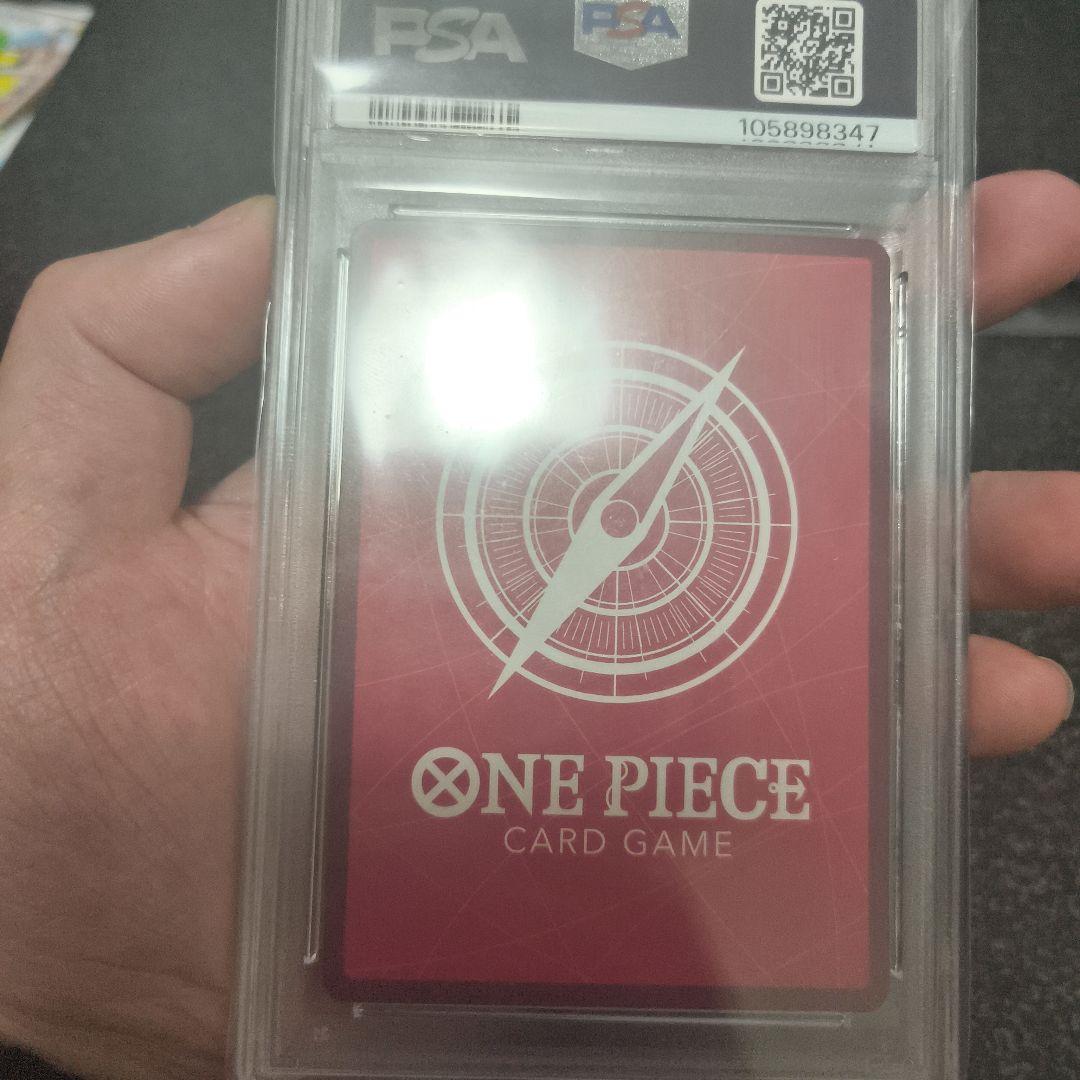 PSA
PSA
105898347
ONE PIECE
CARD GAME